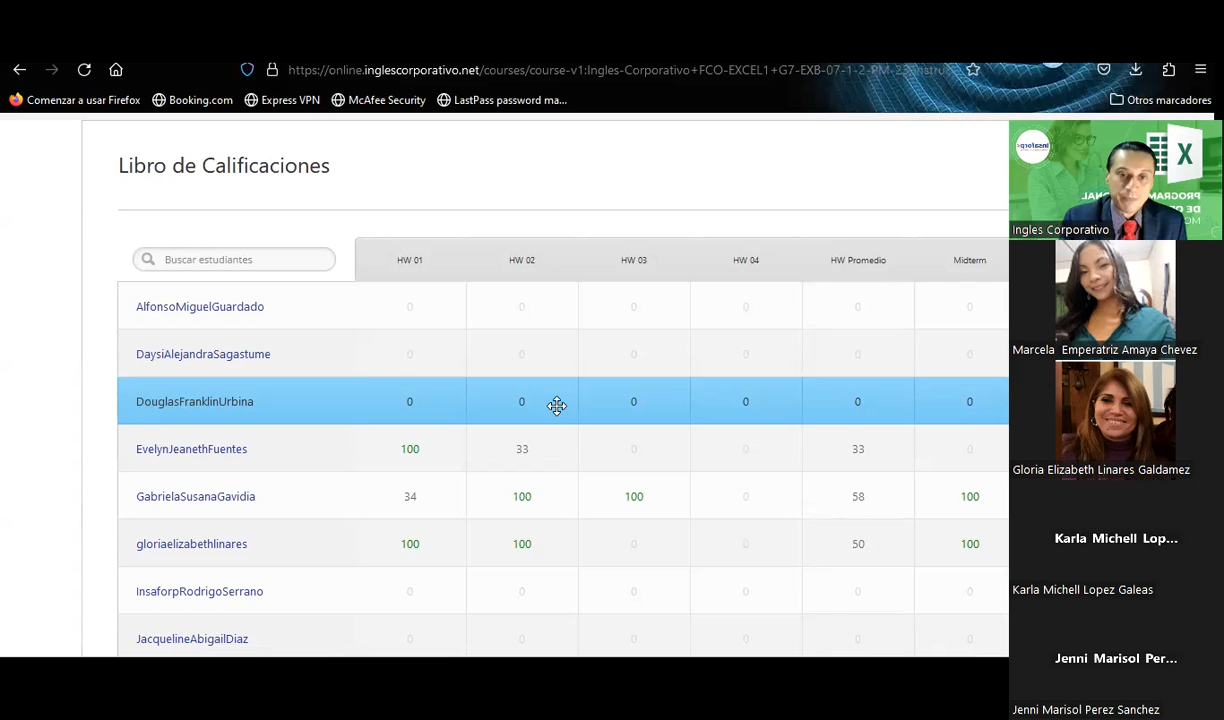 https://online.inglescorporativo.net/courses/course-v1:Ingles-Corporativo+FCO-EXCEL1+G7-EXB-07-1-2-PM-23
Comenzar a usar Firefox Booking.com Express VPN McAfee Security LastPass password ma... Otros marcadores
Libro de Calificaciones
Buscar estudiantes HW 01 HW 02 HW 03 HW 04 HW Promedio Midterm
AlfonsoMiguelGuardado 0 0 0 0 0 0
DaysiAlejandraSagastume 0 0 0 0 0 0
DouglasFranklinUrbina 0 0 0 0 0 0
EvelynJeanethFuentes 100 33 0 0 33 0
GabrielaSusanaGavidia 34 100 100 0 58 100
gloriaelizabethlinares 100 100 0 0 50 100
InsaforpRodrigoSerrano 0 0 0 0 0 0
JacquelineAbigailDiaz 0 0 0 0 0 0
insaforp
X
PROGRAMA
DE
Ingles Corporativo
Marcela Emperatriz Amaya Chevez
Gloria Elizabeth Linares Galdamez
Karla Michell Lop...
Karla Michell Lopez Galeas
Jenni Marisol Per...
Jenni Marisol Perez Sanchez